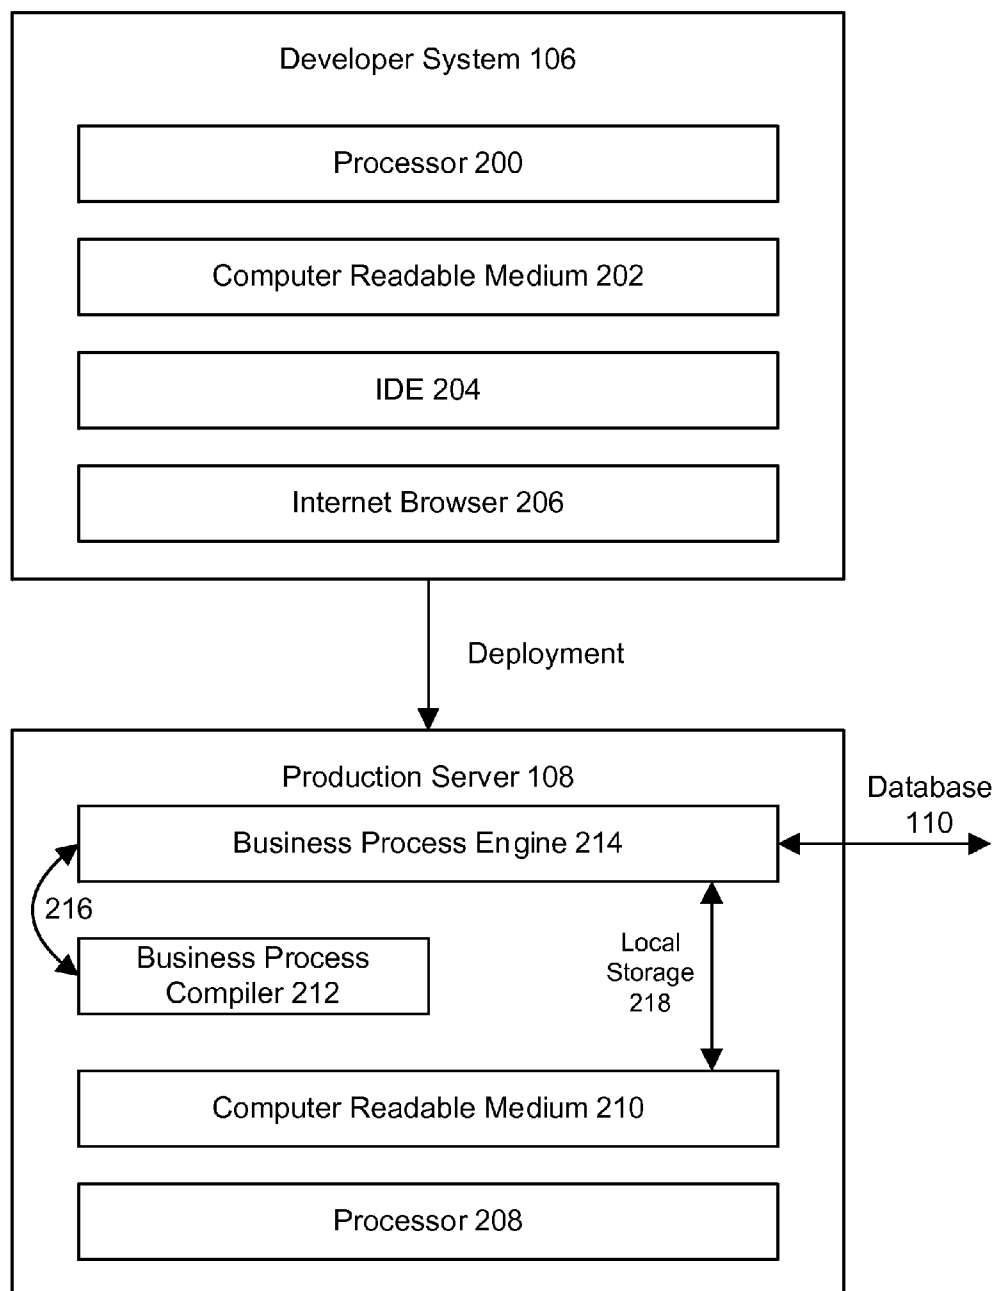 Developer System 106
Processor 200
Computer Readable Medium 202
IDE 204
Internet Browser 206
Deployment
Production Server 108
Database
110
Business Process Engine 214
216
Business Process
Compiler 212
Local
Storage
218
Computer Readable Medium 210
Processor 208